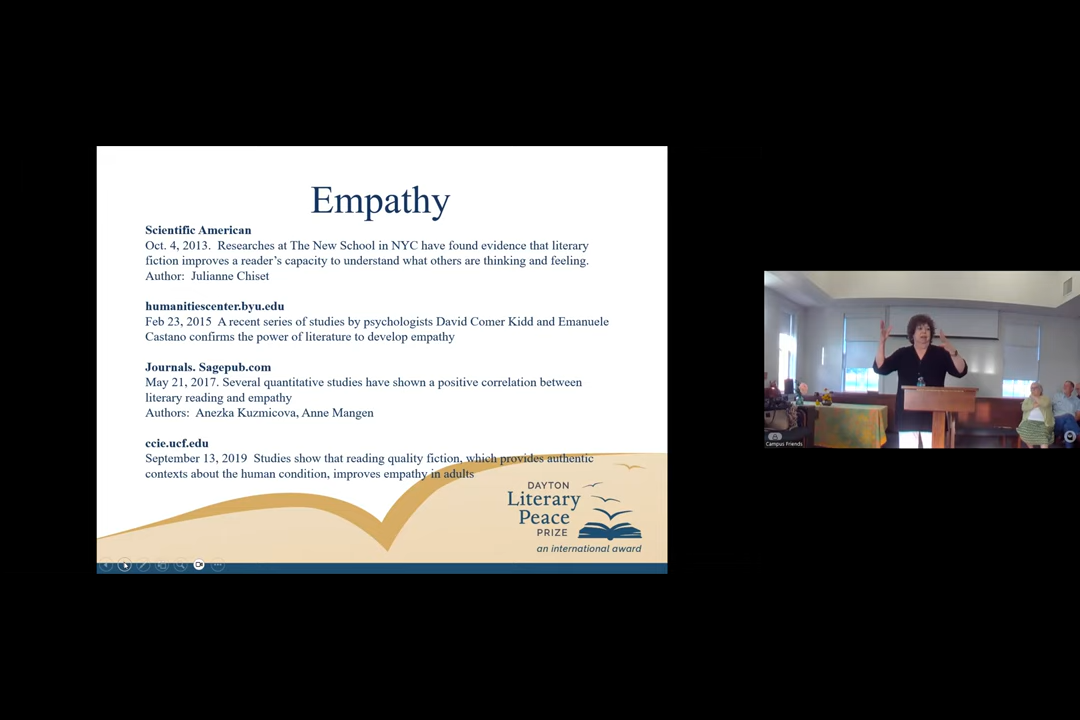 Empathy
Scientific American
Oct. 4, 2013.  Researches at The New School in NYC have found evidence that literary
fiction improves a reader’s capacity to understand what others are thinking and feeling.
Author:  Julianne Chiset
humanitiescenter.byu.edu
Feb 23, 2015  A recent series of studies by psychologists David Comer Kidd and Emanuele
Castano confirms the power of literature to develop empathy
Journals. Sagepub.com
May 21, 2017. Several quantitative studies have shown a positive correlation between
literary reading and empathy
Authors:  Anezka Kuzmicova, Anne Mangen
ccie.ucf.edu
September 13, 2019  Studies show that reading quality fiction, which provides authentic
contexts about the human condition, improves empathy in adults
DAYTON
Literary
Peace
PRIZE
an international award
Campus Friends